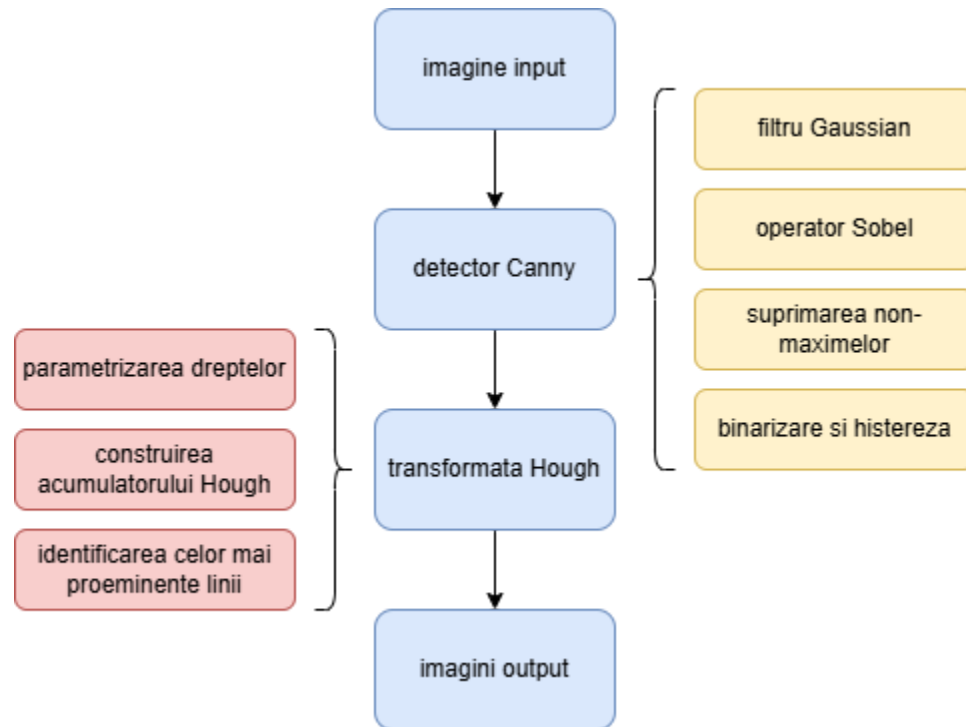 imagine input
filtru Gaussian
operator Sobel
detector Canny
suprimarea non-
maximelor
parametrizarea dreptelor
binarizare si histereza
construirea
acumulatorului Hough
transformata Hough
identificarea celor mai
proeminente linii
imagini output